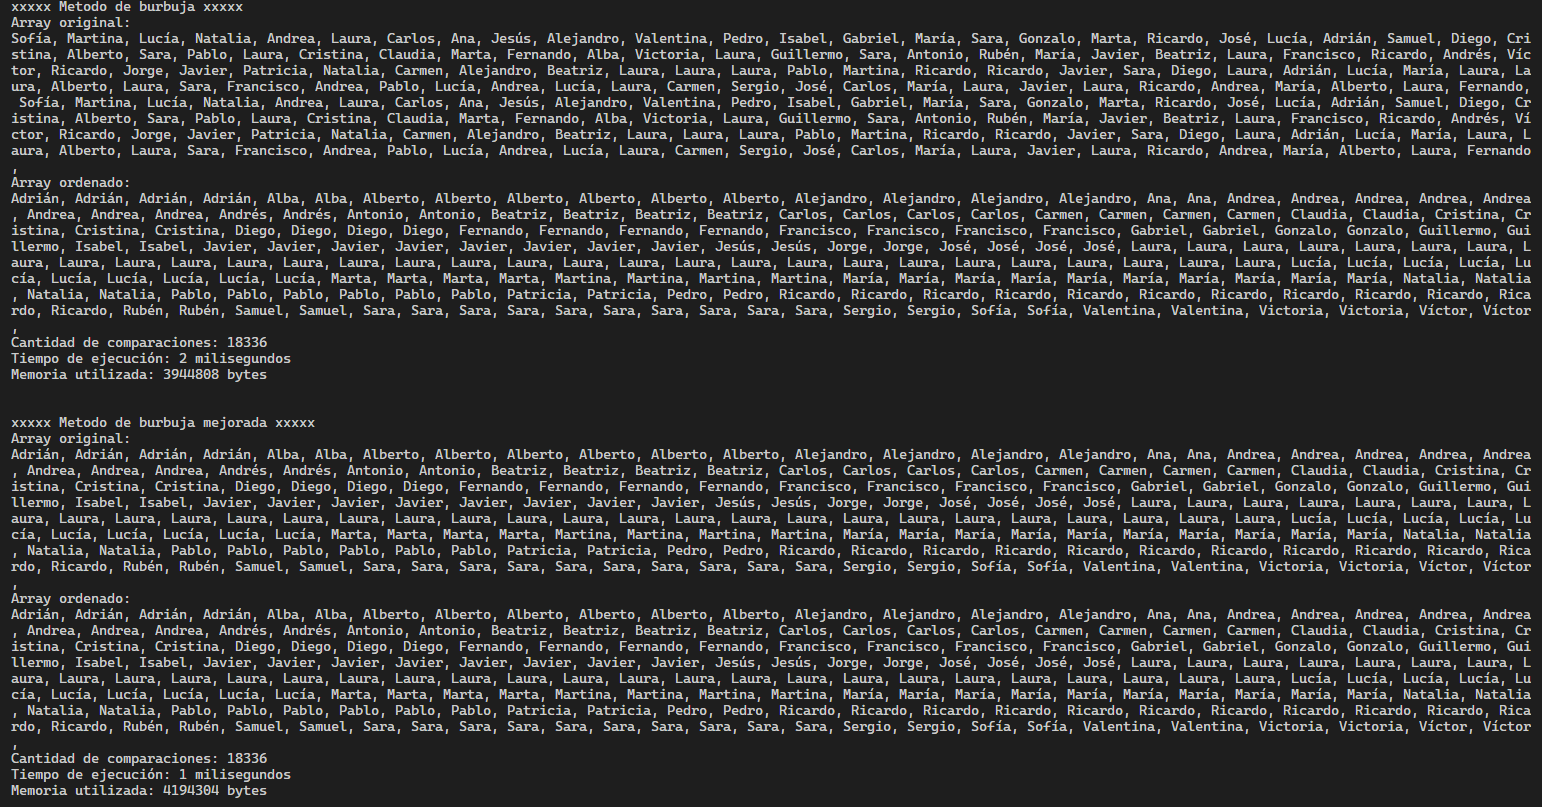 xxxxx Metodo de burbuja xxxxx
Array original:
Sofía, Martina, Lucía, Natalia, Andrea, Laura, Carlos, Ana, Jesús, Alejandro, Valentina, Pedro, Isabel, Gabriel, María, Sara, Gonzalo, Marta, Ricardo, José, Lucía, Adrián, Samuel, Diego, Cri
stina, Alberto, Sara, Pablo, Laura, Cristina, Claudia, Marta, Fernando, Alba, Victoria, Laura, Guillermo, Sara, Antonio, Rubén, María, Javier, Beatriz, Laura, Francisco, Ricardo, Andrés, Víc
tor, Ricardo, Jorge, Javier, Patricia, Natalia, Carmen, Alejandro, Beatriz, Laura, Laura, Laura, Pablo, Martina, Ricardo, Ricardo, Javier, Sara, Diego, Laura, Adrián, Lucía, María, Laura, La
ura, Alberto, Laura, Sara, Francisco, Andrea, Pablo, Lucía, Andrea, Lucía, Laura, Carmen, Sergio, José, Carlos, María, Laura, Javier, Laura, Ricardo, Andrea, María, Alberto, Laura, Fernando,
Sofía, Martina, Lucía, Natalia, Andrea, Laura, Carlos, Ana, Jesús, Alejandro, Valentina, Pedro, Isabel, Gabriel, María, Sara, Gonzalo, Marta, Ricardo, José, Lucía, Adrián, Samuel, Diego, Cr
istina, Alberto, Sara, Pablo, Laura, Cristina, Claudia, Marta, Fernando, Alba, Victoria, Laura, Guillermo, Sara, Antonio, Rubén, María, Javier, Beatriz, Laura, Francisco, Ricardo, Andrés, Ví
ctor, Ricardo, Jorge, Javier, Patricia, Natalia, Carmen, Alejandro, Beatriz, Laura, Laura, Laura, Pablo, Martina, Ricardo, Ricardo, Javier, Sara, Diego, Laura, Adrián, Lucía, María, Laura, L
aura, Alberto, Laura, Sara, Francisco, Andrea, Pablo, Lucía, Andrea, Lucía, Laura, Carmen, Sergio, José, Carlos, María, Laura, Javier, Laura, Ricardo, Andrea, María, Alberto, Laura, Fernando
,
Array ordenado:
Adrián, Adrián, Adrián, Adrián, Alba, Alba, Alberto, Alberto, Alberto, Alberto, Alberto, Alberto, Alejandro, Alejandro, Alejandro, Alejandro, Ana, Ana, Andrea, Andrea, Andrea, Andrea, Andrea
, Andrea, Andrea, Andrea, Andrés, Andrés, Antonio, Antonio, Beatriz, Beatriz, Beatriz, Beatriz, Carlos, Carlos, Carlos, Carlos, Carmen, Carmen, Carmen, Carmen, Claudia, Claudia, Cristina, Cr
istina, Cristina, Cristina, Diego, Diego, Diego, Diego, Fernando, Fernando, Fernando, Fernando, Francisco, Francisco, Francisco, Francisco, Gabriel, Gabriel, Gonzalo, Gonzalo, Guillermo, Gui
llermo, Isabel, Isabel, Javier, Javier, Javier, Javier, Javier, Javier, Javier, Javier, Jesús, Jesús, Jorge, Jorge, José, José, José, José, Laura, Laura, Laura, Laura, Laura, Laura, Laura, L
aura, Laura, Laura, Laura, Laura, Laura, Laura, Laura, Laura, Laura, Laura, Laura, Laura, Laura, Laura, Laura, Laura, Laura, Laura, Laura, Laura, Laura, Laura, Lucía, Lucía, Lucía, Lucía, Lu
cía, Lucía, Lucía, Lucía, Lucía, Lucía, Marta, Marta, Marta, Marta, Martina, Martina, Martina, Martina, María, María, María, María, María, María, María, María, María, María, Natalia, Natalia
, Natalia, Natalia, Pablo, Pablo, Pablo, Pablo, Pablo, Pablo, Patricia, Patricia, Pedro, Pedro, Ricardo, Ricardo, Ricardo, Ricardo, Ricardo, Ricardo, Ricardo, Ricardo, Ricardo, Ricardo, Rica
rdo, Ricardo, Rubén, Rubén, Samuel, Samuel, Sara, Sara, Sara, Sara, Sara, Sara, Sara, Sara, Sara, Sara, Sergio, Sergio, Sofía, Sofía, Valentina, Valentina, Victoria, Victoria, Víctor, Víctor
,
Cantidad de comparaciones: 18336
Tiempo de ejecución: 2 milisegundos
Memoria utilizada: 3944808 bytes
xxxxx Metodo de burbuja mejorada xxxxx
Array original:
Adrián, Adrián, Adrián, Adrián, Alba, Alba, Alberto, Alberto, Alberto, Alberto, Alberto, Alberto, Alejandro, Alejandro, Alejandro, Alejandro, Ana, Ana, Andrea, Andrea, Andrea, Andrea, Andrea
, Andrea, Andrea, Andrea, Andrés, Andrés, Antonio, Antonio, Beatriz, Beatriz, Beatriz, Beatriz, Carlos, Carlos, Carlos, Carlos, Carmen, Carmen, Carmen, Carmen, Claudia, Claudia, Cristina, Cr
istina, Cristina, Cristina, Diego, Diego, Diego, Diego, Fernando, Fernando, Fernando, Fernando, Francisco, Francisco, Francisco, Francisco, Gabriel, Gabriel, Gonzalo, Gonzalo, Guillermo, Gui
llermo, Isabel, Isabel, Javier, Javier, Javier, Javier, Javier, Javier, Javier, Javier, Jesús, Jesús, Jorge, Jorge, José, José, José, José, Laura, Laura, Laura, Laura, Laura, Laura, Laura, L
aura, Laura, Laura, Laura, Laura, Laura, Laura, Laura, Laura, Laura, Laura, Laura, Laura, Laura, Laura, Laura, Laura, Laura, Laura, Laura, Laura, Laura, Laura, Lucía, Lucía, Lucía, Lucía, Lu
cía, Lucía, Lucía, Lucía, Lucía, Lucía, Marta, Marta, Marta, Marta, Martina, Martina, Martina, Martina, María, María, María, María, María, María, María, María, María, María, Natalia, Natalia
, Natalia, Natalia, Pablo, Pablo, Pablo, Pablo, Pablo, Pablo, Patricia, Patricia, Pedro, Pedro, Ricardo, Ricardo, Ricardo, Ricardo, Ricardo, Ricardo, Ricardo, Ricardo, Ricardo, Ricardo, Rica
rdo, Ricardo, Rubén, Rubén, Samuel, Samuel, Sara, Sara, Sara, Sara, Sara, Sara, Sara, Sara, Sara, Sara, Sergio, Sergio, Sofía, Sofía, Valentina, Valentina, Victoria, Victoria, Víctor, Víctor
,
Array ordenado:
Adrián, Adrián, Adrián, Adrián, Alba, Alba, Alberto, Alberto, Alberto, Alberto, Alberto, Alberto, Alejandro, Alejandro, Alejandro, Alejandro, Ana, Ana, Andrea, Andrea, Andrea, Andrea, Andrea
, Andrea, Andrea, Andrea, Andrés, Andrés, Antonio, Antonio, Beatriz, Beatriz, Beatriz, Beatriz, Carlos, Carlos, Carlos, Carlos, Carmen, Carmen, Carmen, Carmen, Claudia, Claudia, Cristina, Cr
istina, Cristina, Cristina, Diego, Diego, Diego, Diego, Fernando, Fernando, Fernando, Fernando, Francisco, Francisco, Francisco, Francisco, Gabriel, Gabriel, Gonzalo, Gonzalo, Guillermo, Gui
llermo, Isabel, Isabel, Javier, Javier, Javier, Javier, Javier, Javier, Javier, Javier, Jesús, Jesús, Jorge, Jorge, José, José, José, José, Laura, Laura, Laura, Laura, Laura, Laura, Laura, L
aura, Laura, Laura, Laura, Laura, Laura, Laura, Laura, Laura, Laura, Laura, Laura, Laura, Laura, Laura, Laura, Laura, Laura, Laura, Laura, Laura, Laura, Laura, Lucía, Lucía, Lucía, Lucía, Lu
cía, Lucía, Lucía, Lucía, Lucía, Lucía, Marta, Marta, Marta, Marta, Martina, Martina, Martina, Martina, María, María, María, María, María, María, María, María, María, María, Natalia, Natalia
, Natalia, Natalia, Pablo, Pablo, Pablo, Pablo, Pablo, Pablo, Patricia, Patricia, Pedro, Pedro, Ricardo, Ricardo, Ricardo, Ricardo, Ricardo, Ricardo, Ricardo, Ricardo, Ricardo, Ricardo, Rica
rdo, Ricardo, Rubén, Rubén, Samuel, Samuel, Sara, Sara, Sara, Sara, Sara, Sara, Sara, Sara, Sara, Sara, Sergio, Sergio, Sofía, Sofía, Valentina, Valentina, Victoria, Victoria, Víctor, Víctor
,
Cantidad de comparaciones: 18336
Tiempo de ejecución: 1 milisegundos
Memoria utilizada: 4194304 bytes